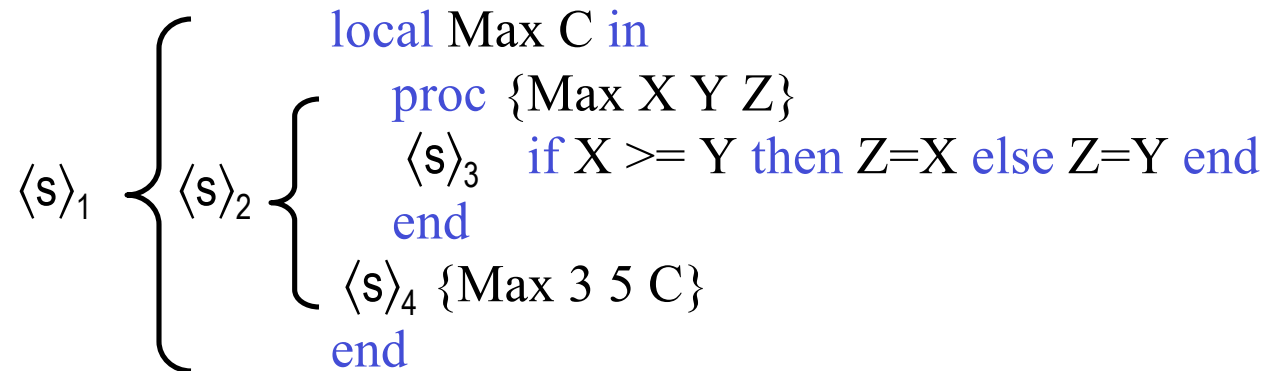 local Max C in
proc {Max X Y Z}
⟨s⟩3 if X >= Y then Z=X else Z=Y end
⟨s⟩1 ⟨s⟩2
end
⟨s⟩4 {Max 3 5 C}
end